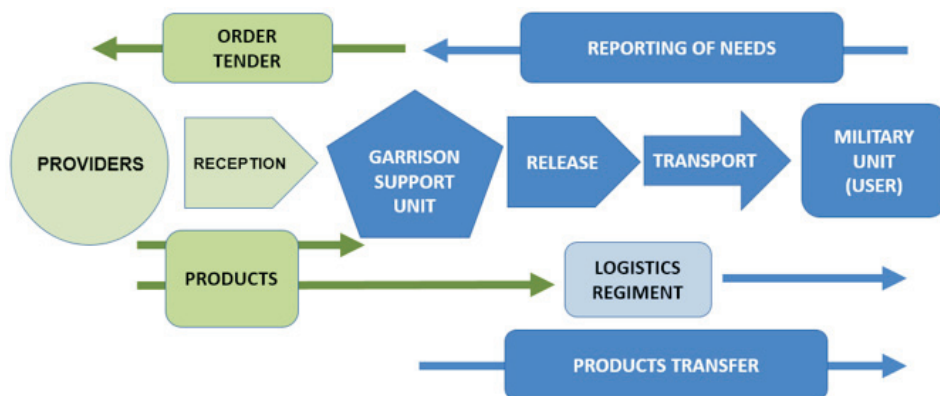 ORDER
TENDER
REPORTING OF NEEDS
PROVIDERS
RECEPTION
GARRISON
SUPPORT
UNIT
RELEASE
TRANSPORT
MILITARY
UNIT
(USER)
PRODUCTS
LOGISTICS
REGIMENT
PRODUCTS TRANSFER